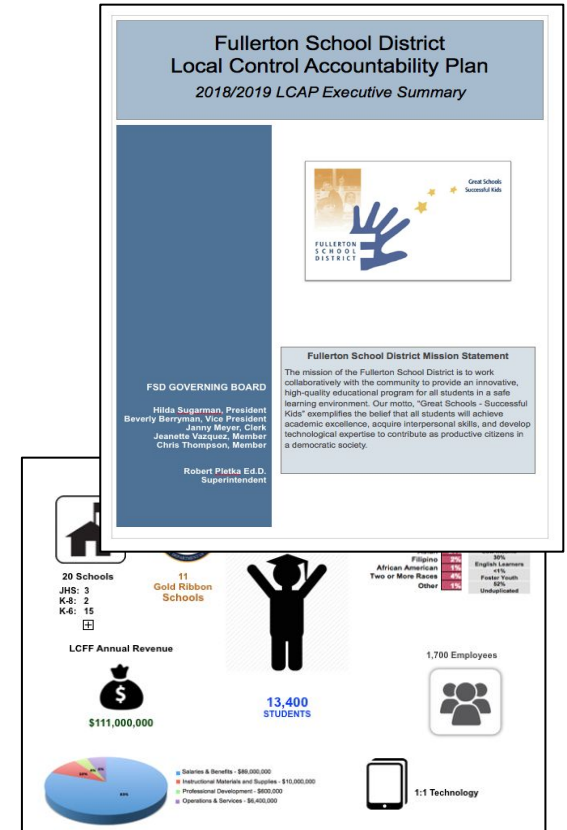 Fullerton School District
Local Control Accountability Plan
2018/2019 LCAP Executive Summary
Great Schools
Successful Kids
FULLERTON
SCHOOL
DISTRICT
FSD GOVERNING BOARD
Hilda Sugarman, President
Beverly Berryman, Vice President
Janny Meyer, Clerk
Jeanette Vazquez, Member
Chris Thompson, Member
Robert Pletka Ed.D.
Superintendent
Fullerton School District Mission Statement
The mission of the Fullerton School District is to work
collaboratively with the community to provide an innovative,
high-quality educational program for all students in a safe
learning environment. Our motto, "Great Schools - Successful
Kids" exemplifies the belief that all students will achieve
academic excellence, acquire interpersonal skills, and develop
technological expertise to contribute as productive citizens in
a democratic society.
20 Schools
JHS: 3
K-8: 2
K-6: 15
11
Gold Ribbon
Schools
Filipino 2%
African American 1%
Two or More Races 4%
Other 1%
30%
English Learners
<1%
Foster Youth
52%
Unduplicated
LCFF Annual Revenue
$
$111,000,000
13,400
STUDENTS
1,700 Employees
Salaries & Benefits - $89,000,000
Instructional Materials and Supplies - $10,000,000
Professional Development - $600,000
Operations & Services - $6,400,000
1:1 Technology